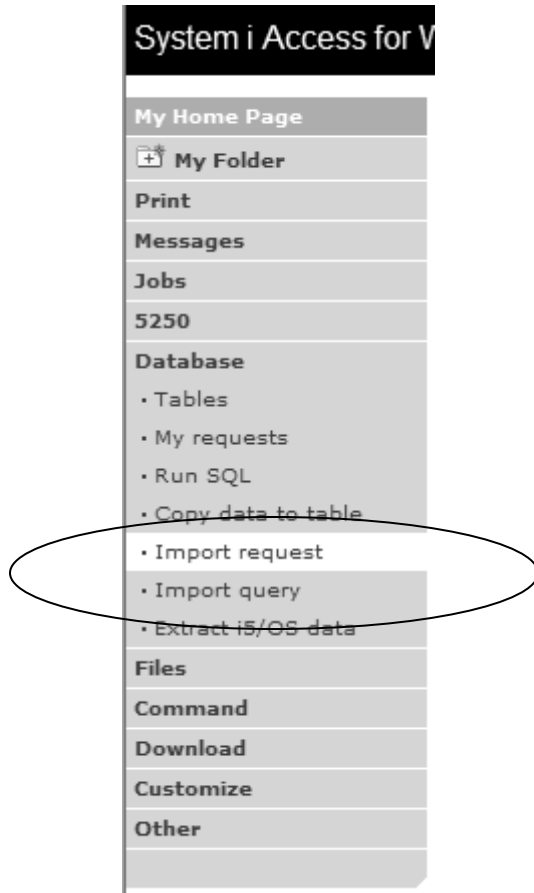 System i Access for W
My Home Page
My Folder
Print
Messages
Jobs
5250
Database
· Tables
· My requests
· Run SQL
· Copy data to table
· Import request
· Import query
· Extract i5/OS data
Files
Command
Download
Customize
Other